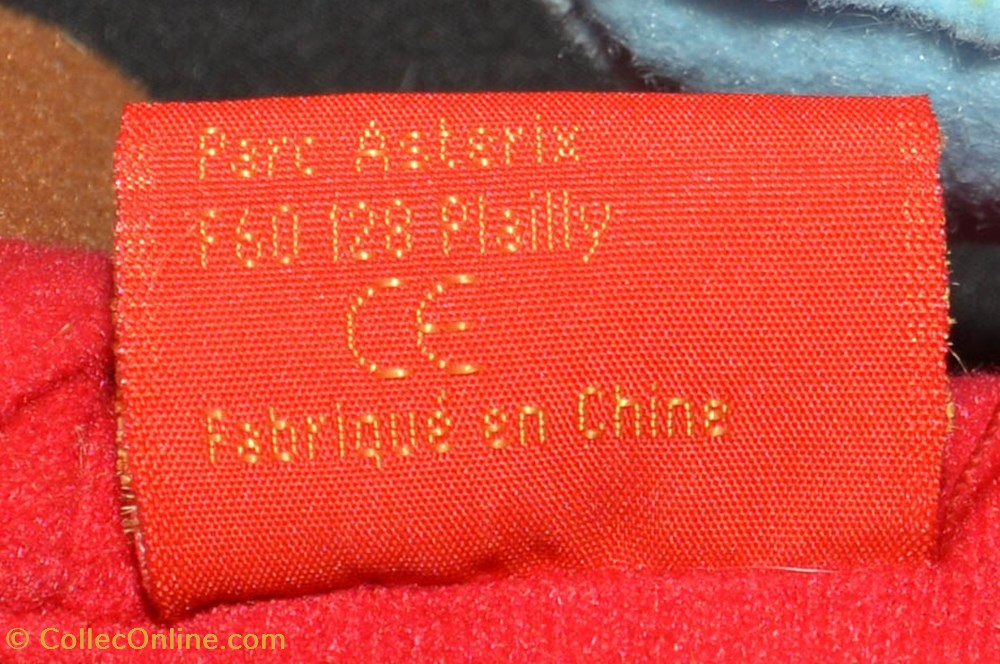 Parc Asterix
F60 128 Plailly
CE
Fabriqué en Chine
© CollecOnline.com